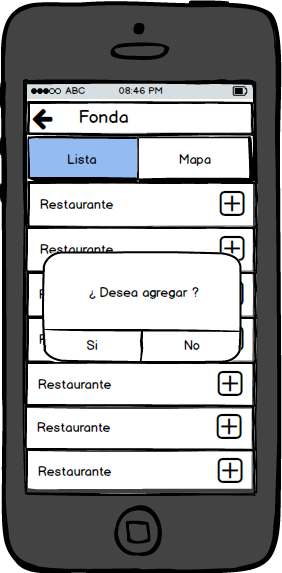 ABC 08:46 PM
Fonda
Lista Mapa
Restaurante
Restaurante
¿ Desea agregar ?
Si No
Restaurante
Restaurante
Restaurante